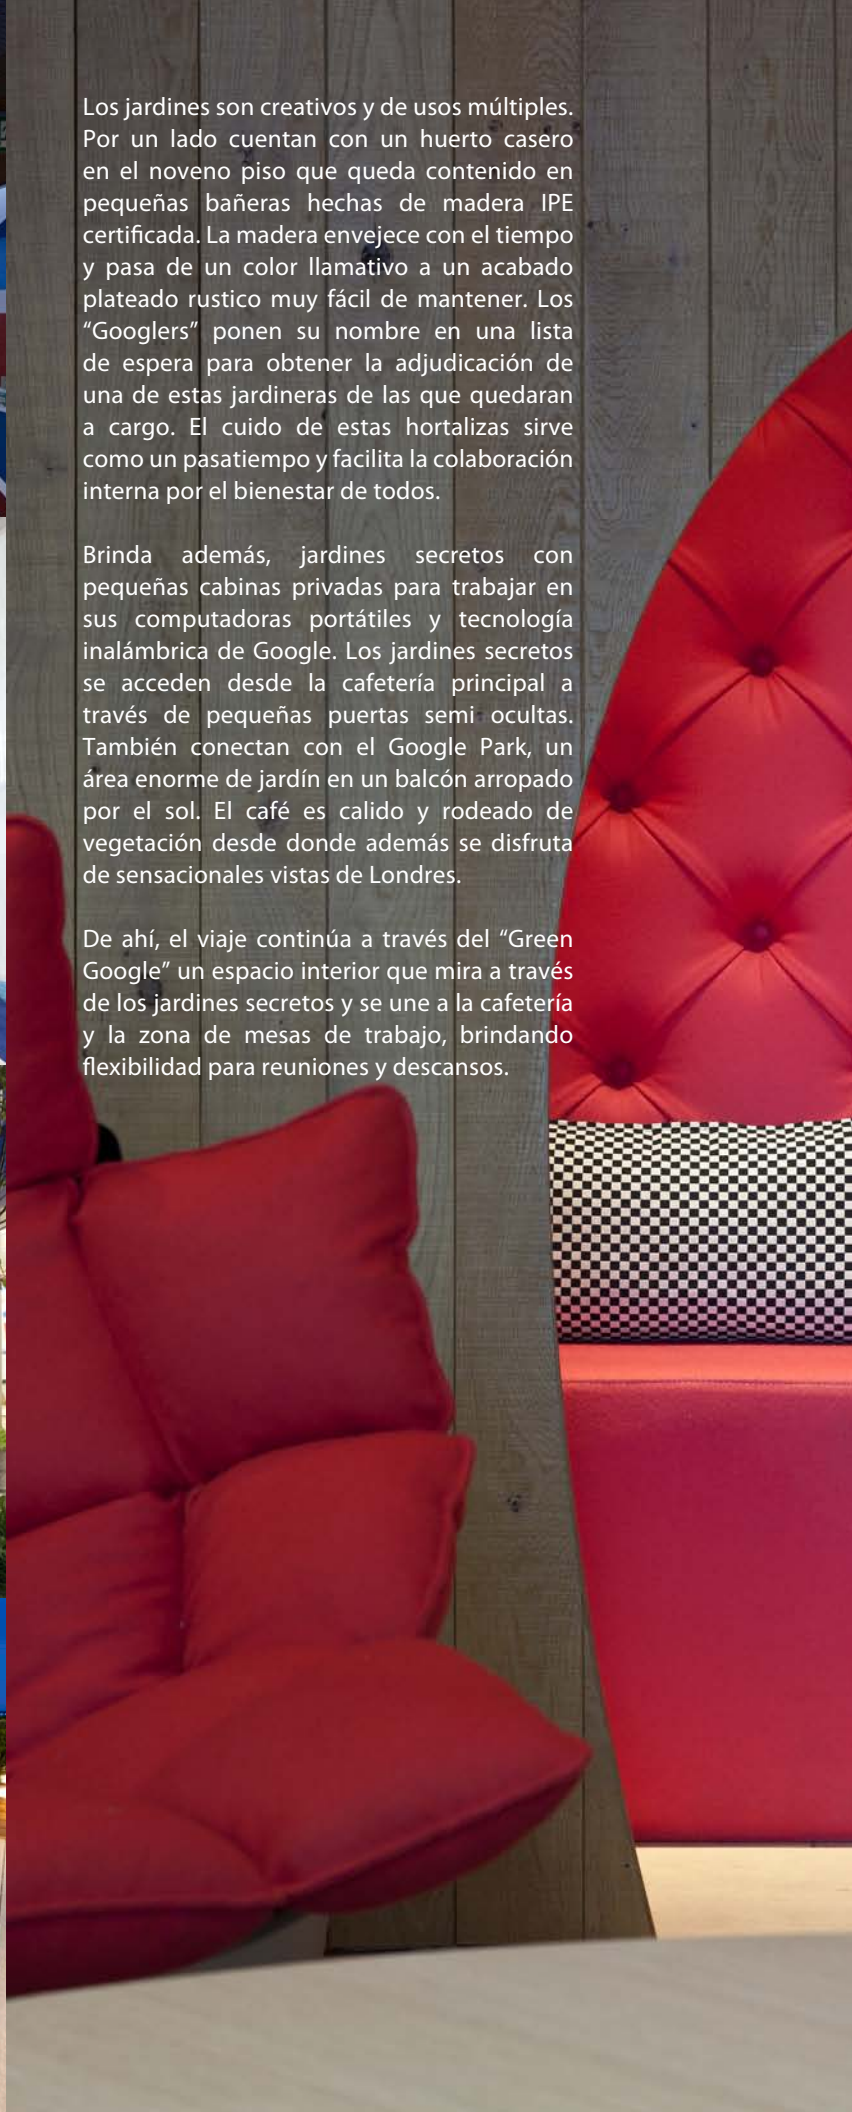 Los jardines son creativos y de usos múltiples.
Por un lado cuentan con un huerto casero
en el noveno piso que queda contenido en
pequeñas bañeras hechas de madera IPE
certificada. La madera envejece con el tiempo
y pasa de un color llamativo a un acabado
plateado rustico muy fácil de mantener. Los
“Googlers” ponen su nombre en una lista
de espera para obtener la adjudicación de
una de estas jardineras de las que quedaran
a cargo. El cuido de estas hortalizas sirve
como un pasatiempo y facilita la colaboración
interna por el bienestar de todos.
Brinda además, jardines secretos con
pequeñas cabinas privadas para trabajar en
sus computadoras portátiles y tecnología
inalámbrica de Google. Los jardines secretos
se acceden desde la cafetería principal a
través de pequeñas puertas semi ocultas.
También conectan con el Google Park, un
área enorme de jardín en un balcón arropado
por el sol. El café es calido y rodeado de
vegetación desde donde además se disfruta
de sensacionales vistas de Londres.
De ahí, el viaje continúa a través del “Green
Google” un espacio interior que mira a través
de los jardines secretos y se une a la cafetería
y la zona de mesas de trabajo, brindando
flexibilidad para reuniones y descansos.